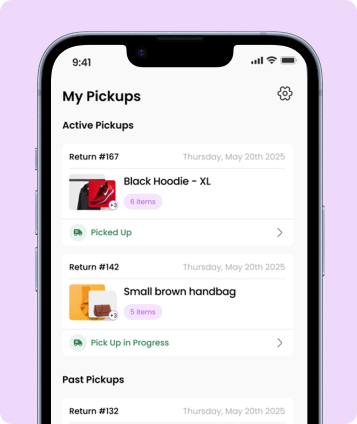 9:41
My Pickups
Active Pickups
Return #167 Thursday, May 20th 2025
Black Hoodie - XL
+3
6 items
Picked Up
Return #142 Thursday, May 20th 2025
Small brown handbag
+3
5 items
Pick Up in Progress
Past Pickups
Return #132 Thursday, May 20th 2025